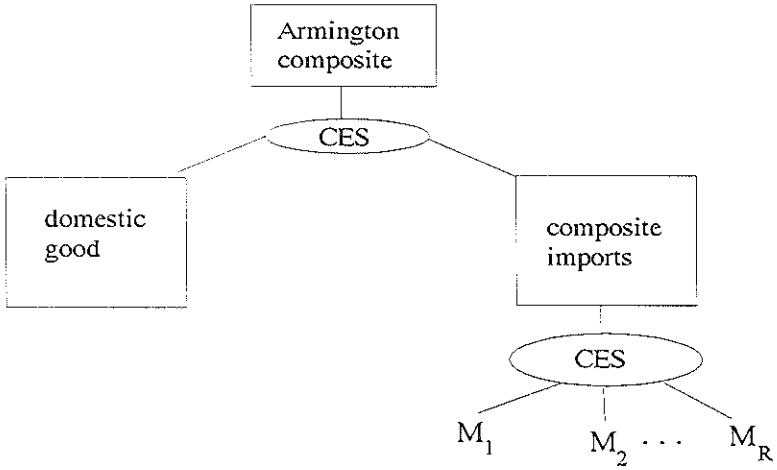 Armington
composite
CES
domestic
good
composite
imports
CES
M1 M2 · · · MR